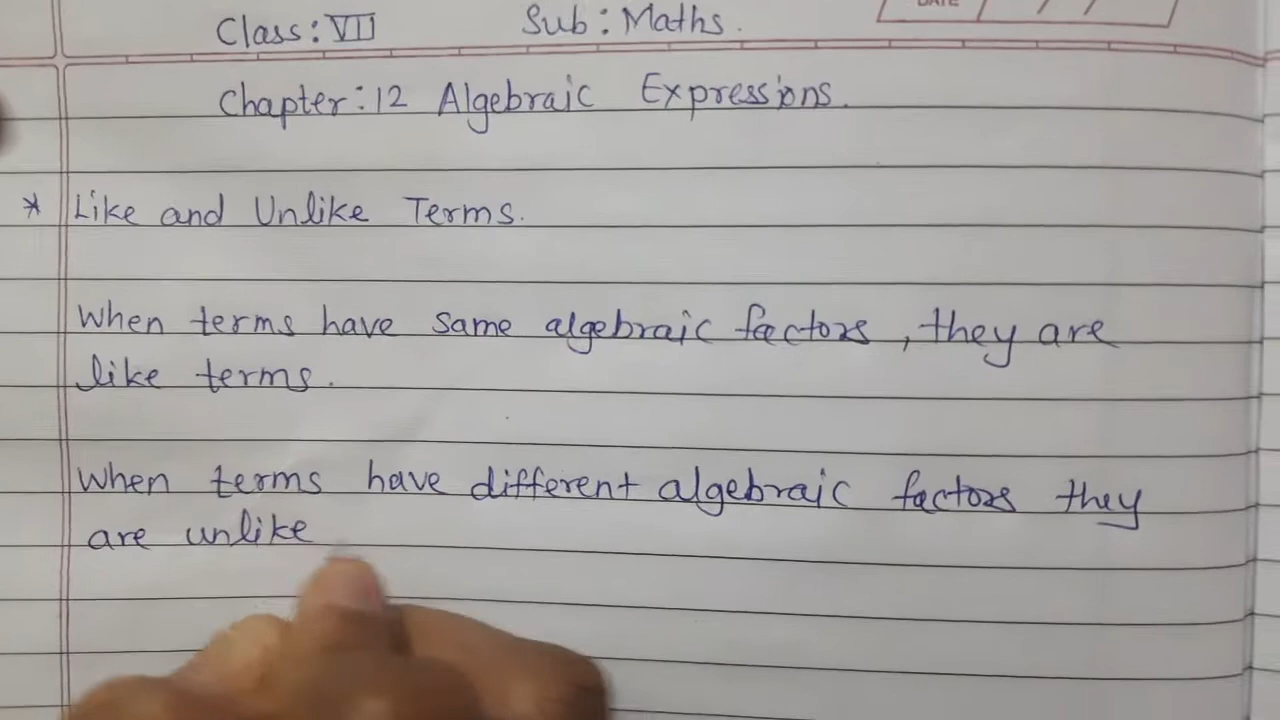 DATE
Class: VII Sub: Maths.
Chapter: 12 Algebraic Expressions.
* Like and Unlike Terms.
When terms have same algebraic factors, they are
like terms.
When terms have different algebraic factors they
are unlike